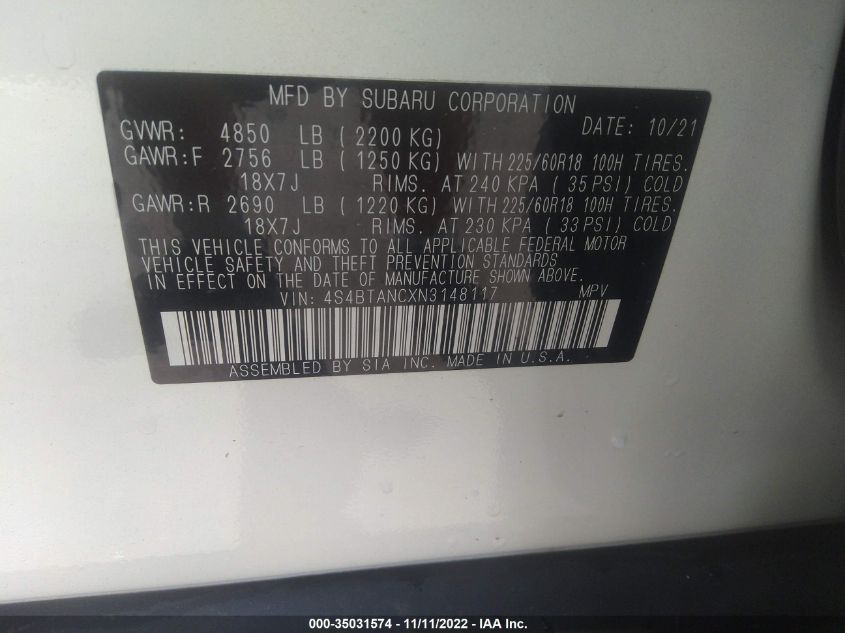 MFD BY SUBARU CORPORATION
GVWR: 4850 LB ( 2200 KG) DATE: 10/21
GAWR:F 2756 LB ( 1250 KG) WITH 225/60R18 100H TIRES.
18X7J RIMS. AT 240 KPA ( 35 PSI) COLD
GAWR:R 2690 LB ( 1220 KG) WITH 225/60R18 100H TIRES.
18X7J RIMS. AT 230 KPA ( 33 PSI) COLD
THIS VEHICLE CONFORMS TO ALL APPLICABLE FEDERAL MOTOR
VEHICLE SAFETY AND THEFT PREVENTION STANDARDS
IN EFFECT ON THE DATE OF MANUFACTURE SHOWN ABOVE.
VIN: 4S4BTANCXN3148117 MPV
ASSEMBLED BY SIA INC. MADE IN U.S.A.
000-35031574 - 11/11/2022 - IAA Inc.